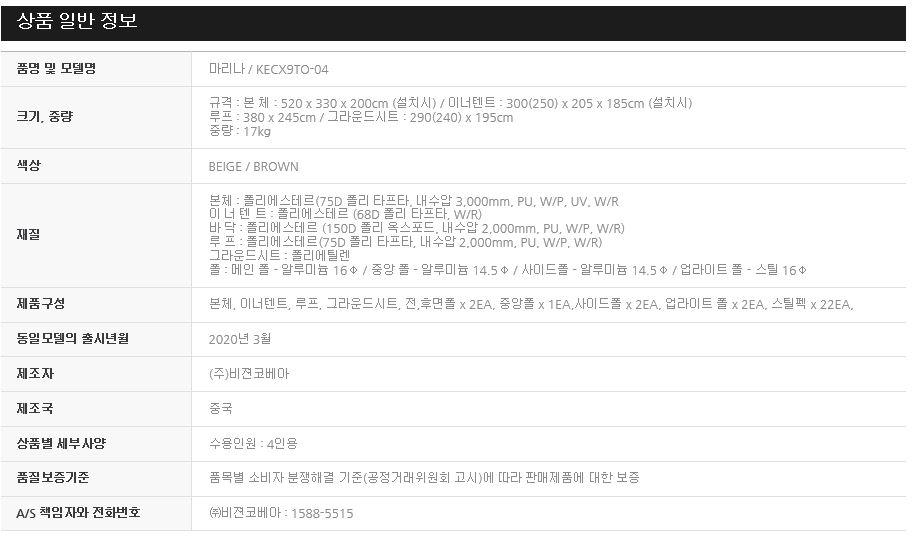 상품 일반 정보
품명 및 모델명
마리나 / KECX9TO-04
크기, 중량
규격 : 본 체 : 520 x 330 x 200cm (설치시) / 이너텐트 : 300(250) x 205 x 185cm (설치시)
루프 : 380 x 245cm / 그라운드시트 : 290(240) x 195cm
중량 : 17kg
색상
BEIGE / BROWN
재질
본체 : 폴리에스테르(75D 폴리 타프타, 내수압 3,000mm, PU, W/P, UV, W/R
이 너 텐 트 : 폴리에스테르 (68D 폴리 타프타, W/R)
바 닥 : 폴리에스테르 (150D 폴리 옥스포드, 내수압 2,000mm, PU, W/P, W/R)
루 프 : 폴리에스테르(75D 폴리 타프타, 내수압 2,000mm, PU, W/P, W/R)
그라운드시트 : 폴리에틸렌
폴 : 메인 폴 - 알루미늄 16Φ / 중앙 폴 - 알루미늄 14.5Φ / 사이드폴 - 알루미늄 14.5Φ / 업라이트 폴 - 스틸 16Φ
제품구성
본체, 이너텐트, 루프, 그라운드시트, 전,후면폴 x 2EA, 중앙폴 x 1EA,사이드폴 x 2EA, 업라이트 폴 x 2EA, 스틸펙 x 22EA,
동일모델의 출시년월
2020년 3월
제조자
(주)비젼코베아
제조국
중국
상품별 세부사양
수용인원 : 4인용
품질보증기준
품목별 소비자 분쟁해결 기준(공정거래위원회 고시)에 따라 판매제품에 대한 보증
A/S 책임자와 전화번호
㈜비젼코베아 : 1588-5515